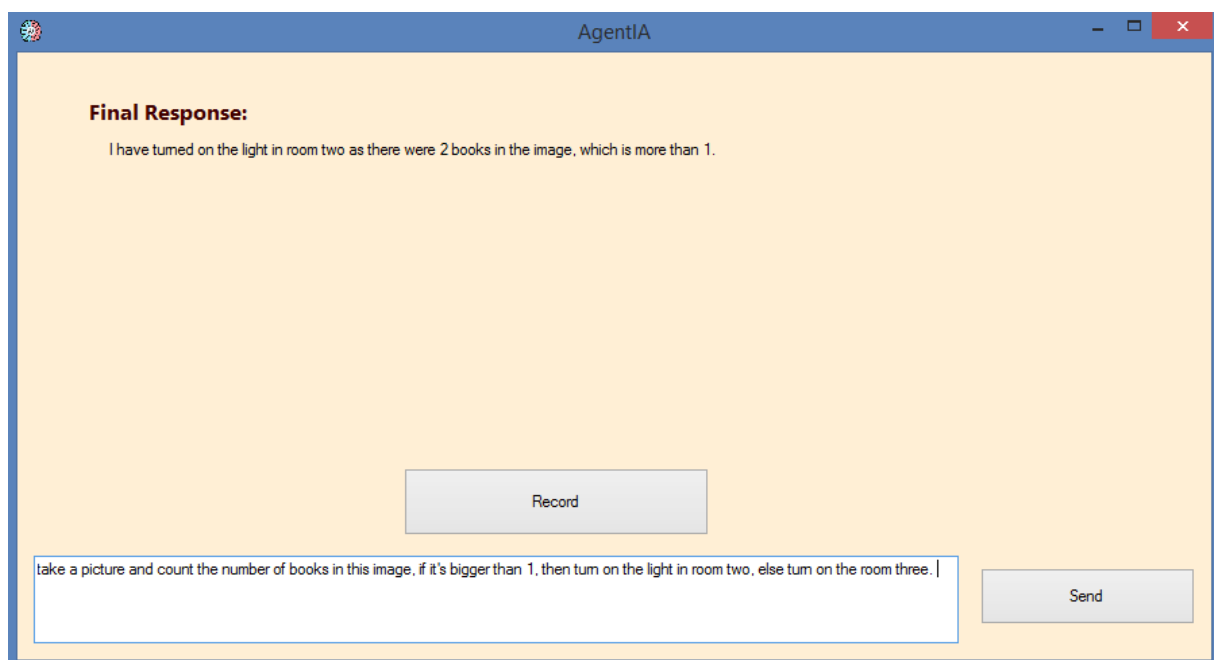 AgentIA
Final Response:
I have turned on the light in room two as there were 2 books in the image, which is more than 1.
Record
take a picture and count the number of books in this image, if it's bigger than 1, then turn on the light in room two, else turn on the room three.
Send